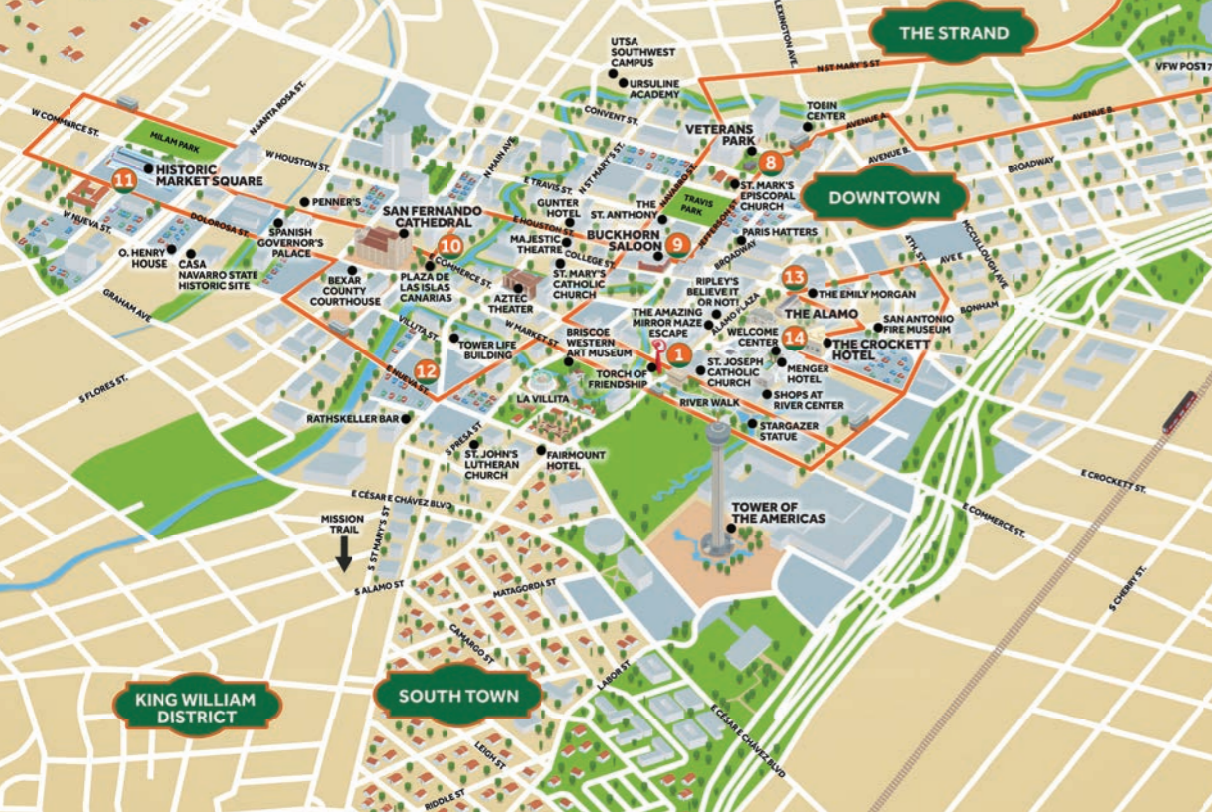 THE STRAND
LEXINGTON AVE.
N ST MARY'S ST
VFW POST 7
UTSA
SOUTHWEST
CAMPUS
URSULINE
ACADEMY
CONVENT ST.
TOBIN
CENTER
AVENUE A.
AVENUE B.
AVENUE B.
BROADWAY
VETERANS
PARK
8
W COMMERCE ST.
MILAM PARK
N SANTA ROSA ST.
W HOUSTON ST.
N MAIN AVE
N ST MARY'S ST.
E TRAVIS ST.
NAVARRO ST.
TRAVIS
PARK
ST. MARK'S
EPISCOPAL
CHURCH
DOWNTOWN
11
HISTORIC
MARKET SQUARE
PENNER'S
W NUEVA ST.
DOLOROSA ST.
SPANISH
GOVERNOR'S
PALACE
SAN FERNANDO
CATHEDRAL
10
E HOUSTON ST.
GUNTER
HOTEL
MAJESTIC
THEATRE
COLLEGE ST.
THE
ST. ANTHONY
BUCKHORN
SALOON
9
JEFFERSON ST.
PARIS HATTERS
BROADWAY
4TH ST.
AVE E
MCCULLOUGH AVE.
BONHAM
O. HENRY
HOUSE
CASA
NAVARRO STATE
HISTORIC SITE
GRAHAM AVE
BEXAR
COUNTY
COURTHOUSE
PLAZA DE
LAS ISLAS
CANARIAS
COMMERCE ST.
AZTEC
THEATER
ST. MARY'S
CATHOLIC
CHURCH
RIPLEY'S
BELIEVE IT
OR NOT!
THE AMAZING
MIRROR MAZE
ESCAPE
ALAMO PLAZA
13
THE EMILY MORGAN
THE ALAMO
WELCOME
CENTER
14
SAN ANTONIO
FIRE MUSEUM
THE CROCKETT
HOTEL
VILLITA ST.
TOWER LIFE
BUILDING
W MARKET ST.
BRISCOE
WESTERN
ART MUSEUM
1
TORCH OF
FRIENDSHIP
ST. JOSEPH
CATHOLIC
CHURCH
MENGER
HOTEL
SHOPS AT
RIVER CENTER
RIVER WALK
STARGAZER
STATUE
S FLORES ST.
12
E NUEVA ST.
RATHSKELLER BAR
LA VILLITA
S PRESA ST
ST. JOHN'S
LUTHERAN
CHURCH
FAIRMOUNT
HOTEL
E CÉSAR E CHÁVEZ BLVD
MISSION
TRAIL
S ST MARY'S ST
TOWER OF
THE AMERICAS
E CROCKETT ST.
E COMMERCE ST.
S CHERRY ST.
S ALAMO ST
MATAGORDA ST
CAMARGO ST
LABOR ST
KING WILLIAM
DISTRICT
SOUTH TOWN
E CÉSAR E CHÁVEZ BLVD
LEIGH ST
RIDDLE ST